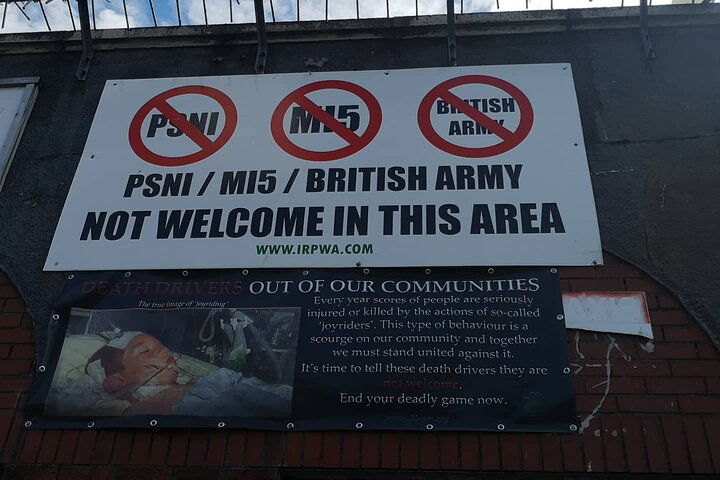 PSNI
MI5
BRITISH
ARMY
PSNI / MI5 / BRITISH ARMY
NOT WELCOME IN THIS AREA
WWW.IRPWA.COM
DEATH DRIVERS OUT OF OUR COMMUNITIES
The true image of 'joyriding'
Every year scores of people are seriously
injured or killed by the actions of so-called
'joyriders'. This type of behaviour is a
scourge on our community and together
we must stand united against it.
It's time to tell these death drivers they are
not welcome.
End your deadly game now.